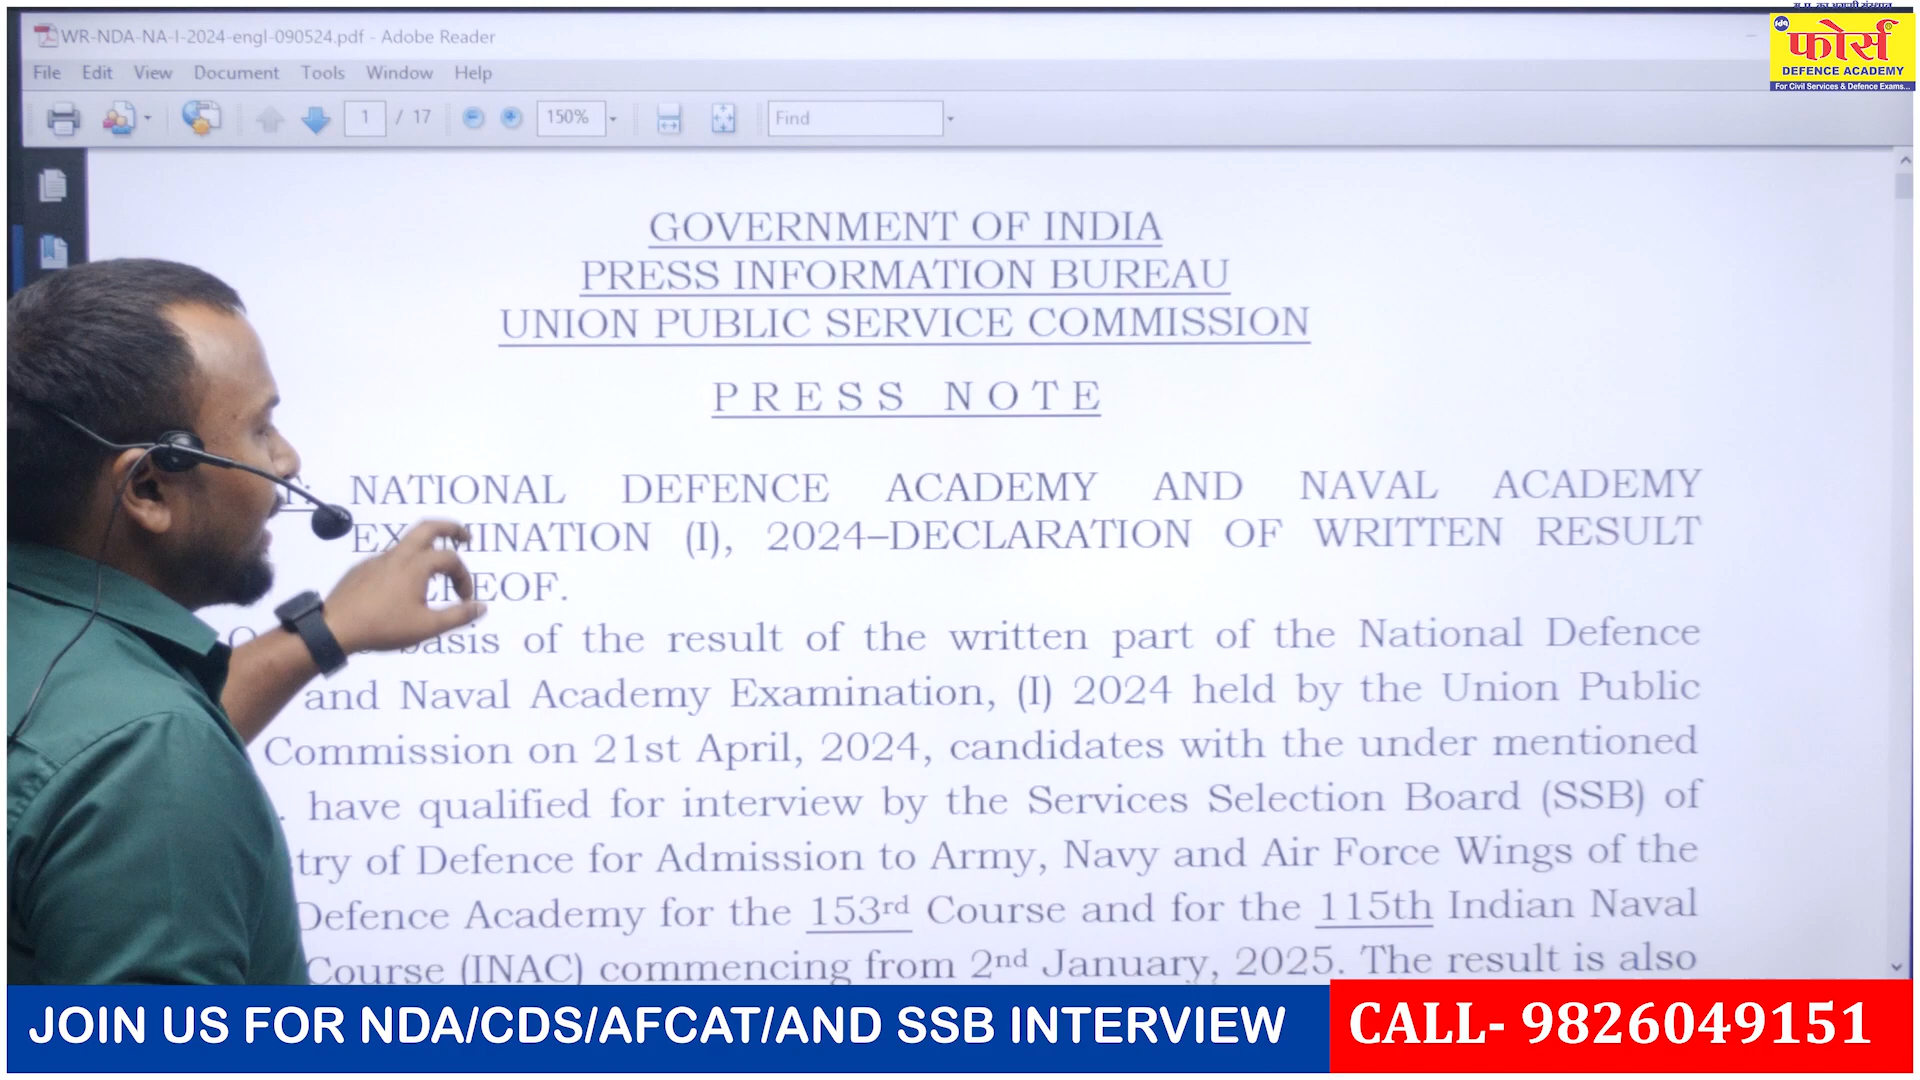 WR-NDA-NA-I-2024-engl-090524.pdf - Adobe Reader
File Edit View Document Tools Window Help
1 / 17 150% Find
फोर्स
DEFENCE ACADEMY
For Civil Services & Defence Exams...
GOVERNMENT OF INDIA
PRESS INFORMATION BUREAU
UNION PUBLIC SERVICE COMMISSION
PRESS NOTE
T: NATIONAL DEFENCE ACADEMY AND NAVAL ACADEMY
EXAMINATION (I), 2024–DECLARATION OF WRITTEN RESULT
EREOF.
basis of the result of the written part of the National Defence
and Naval Academy Examination, (I) 2024 held by the Union Public
Commission on 21st April, 2024, candidates with the under mentioned
. have qualified for interview by the Services Selection Board (SSB) of
try of Defence for Admission to Army, Navy and Air Force Wings of the
Defence Academy for the 153rd Course and for the 115th Indian Naval
Course (INAC) commencing from 2nd January, 2025. The result is also
JOIN US FOR NDA/CDS/AFCAT/AND SSB INTERVIEW
CALL- 9826049151